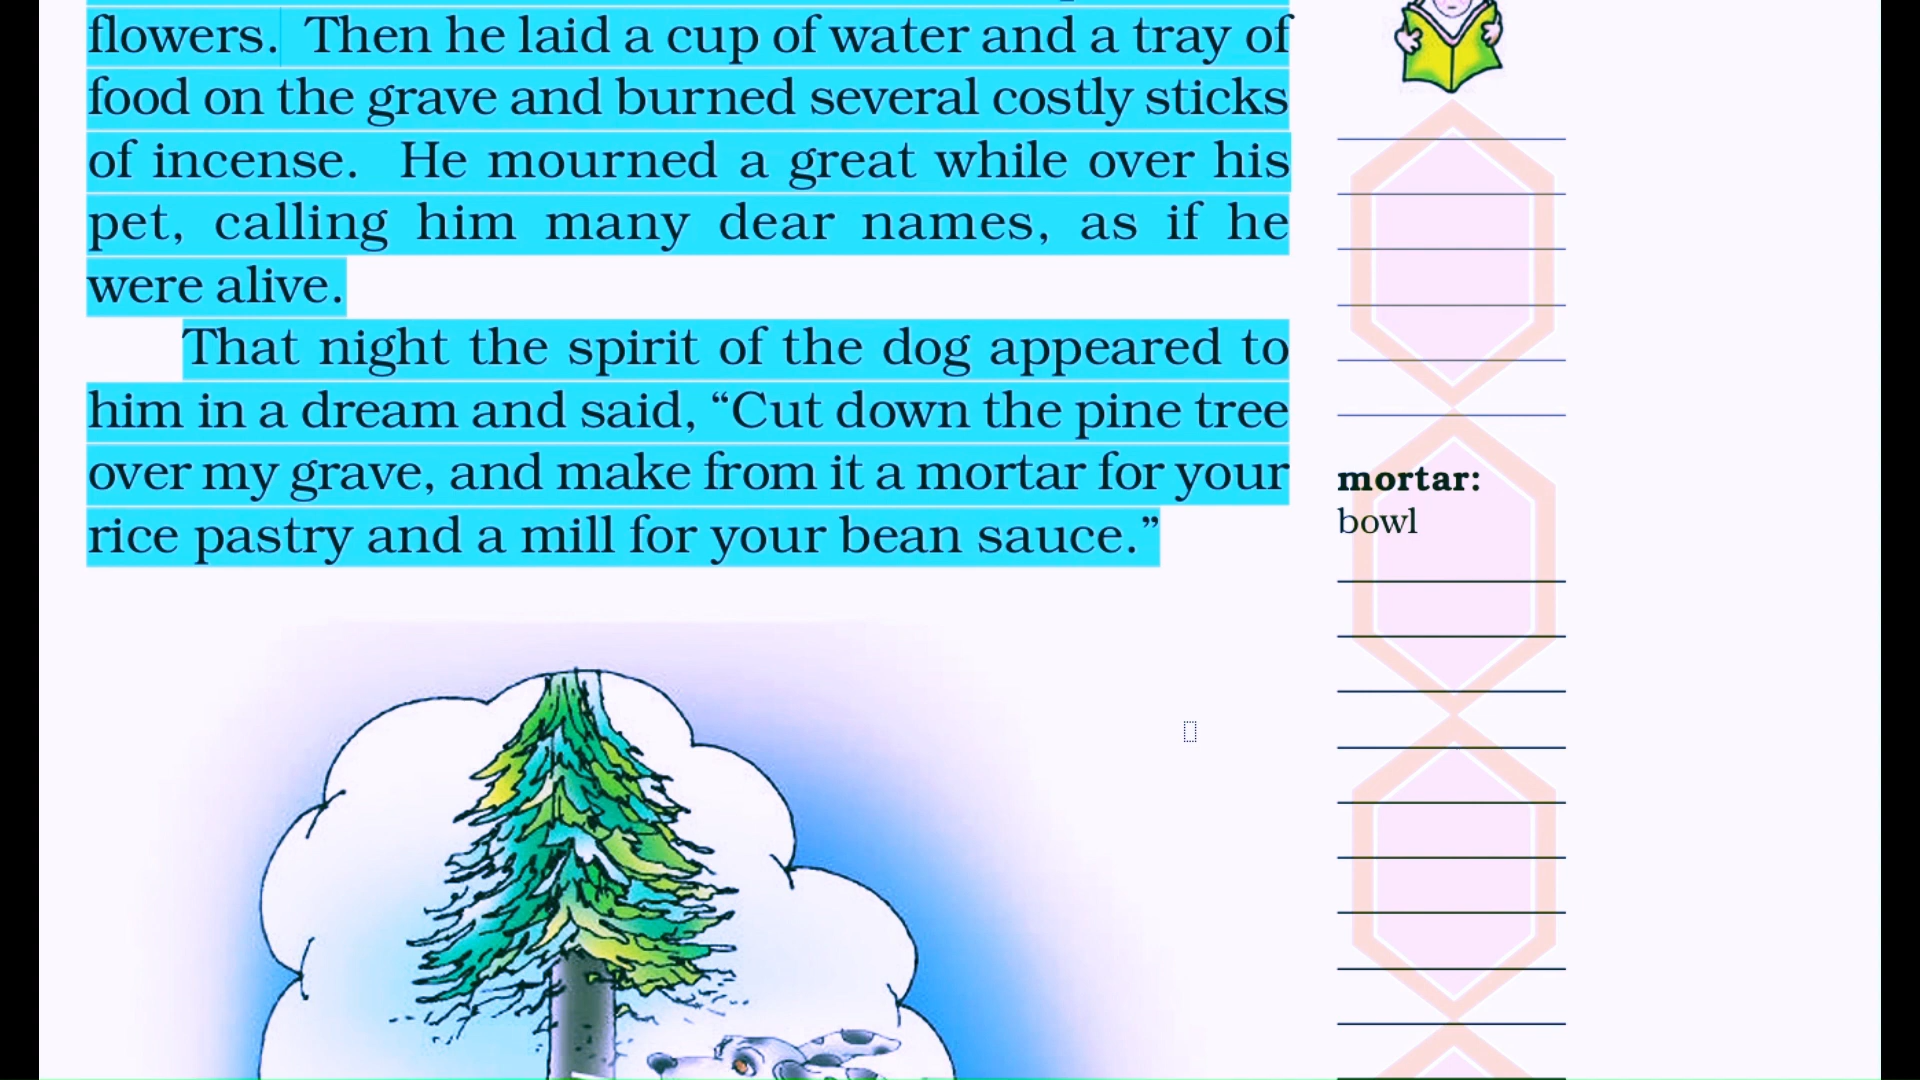 flowers. Then he laid a cup of water and a tray of
food on the grave and burned several costly sticks
of incense. He mourned a great while over his
pet, calling him many dear names, as if he
were alive.
That night the spirit of the dog appeared to
him in a dream and said, “Cut down the pine tree
over my grave, and make from it a mortar for your
rice pastry and a mill for your bean sauce.”
mortar:
bowl